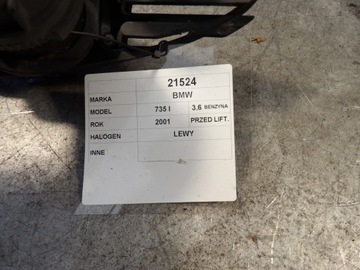 21524
MARKA BMW
MODEL 735 I 3,6 BENZYNA
ROK 2001 PRZED LIFT.
HALOGEN LEWY
INNE